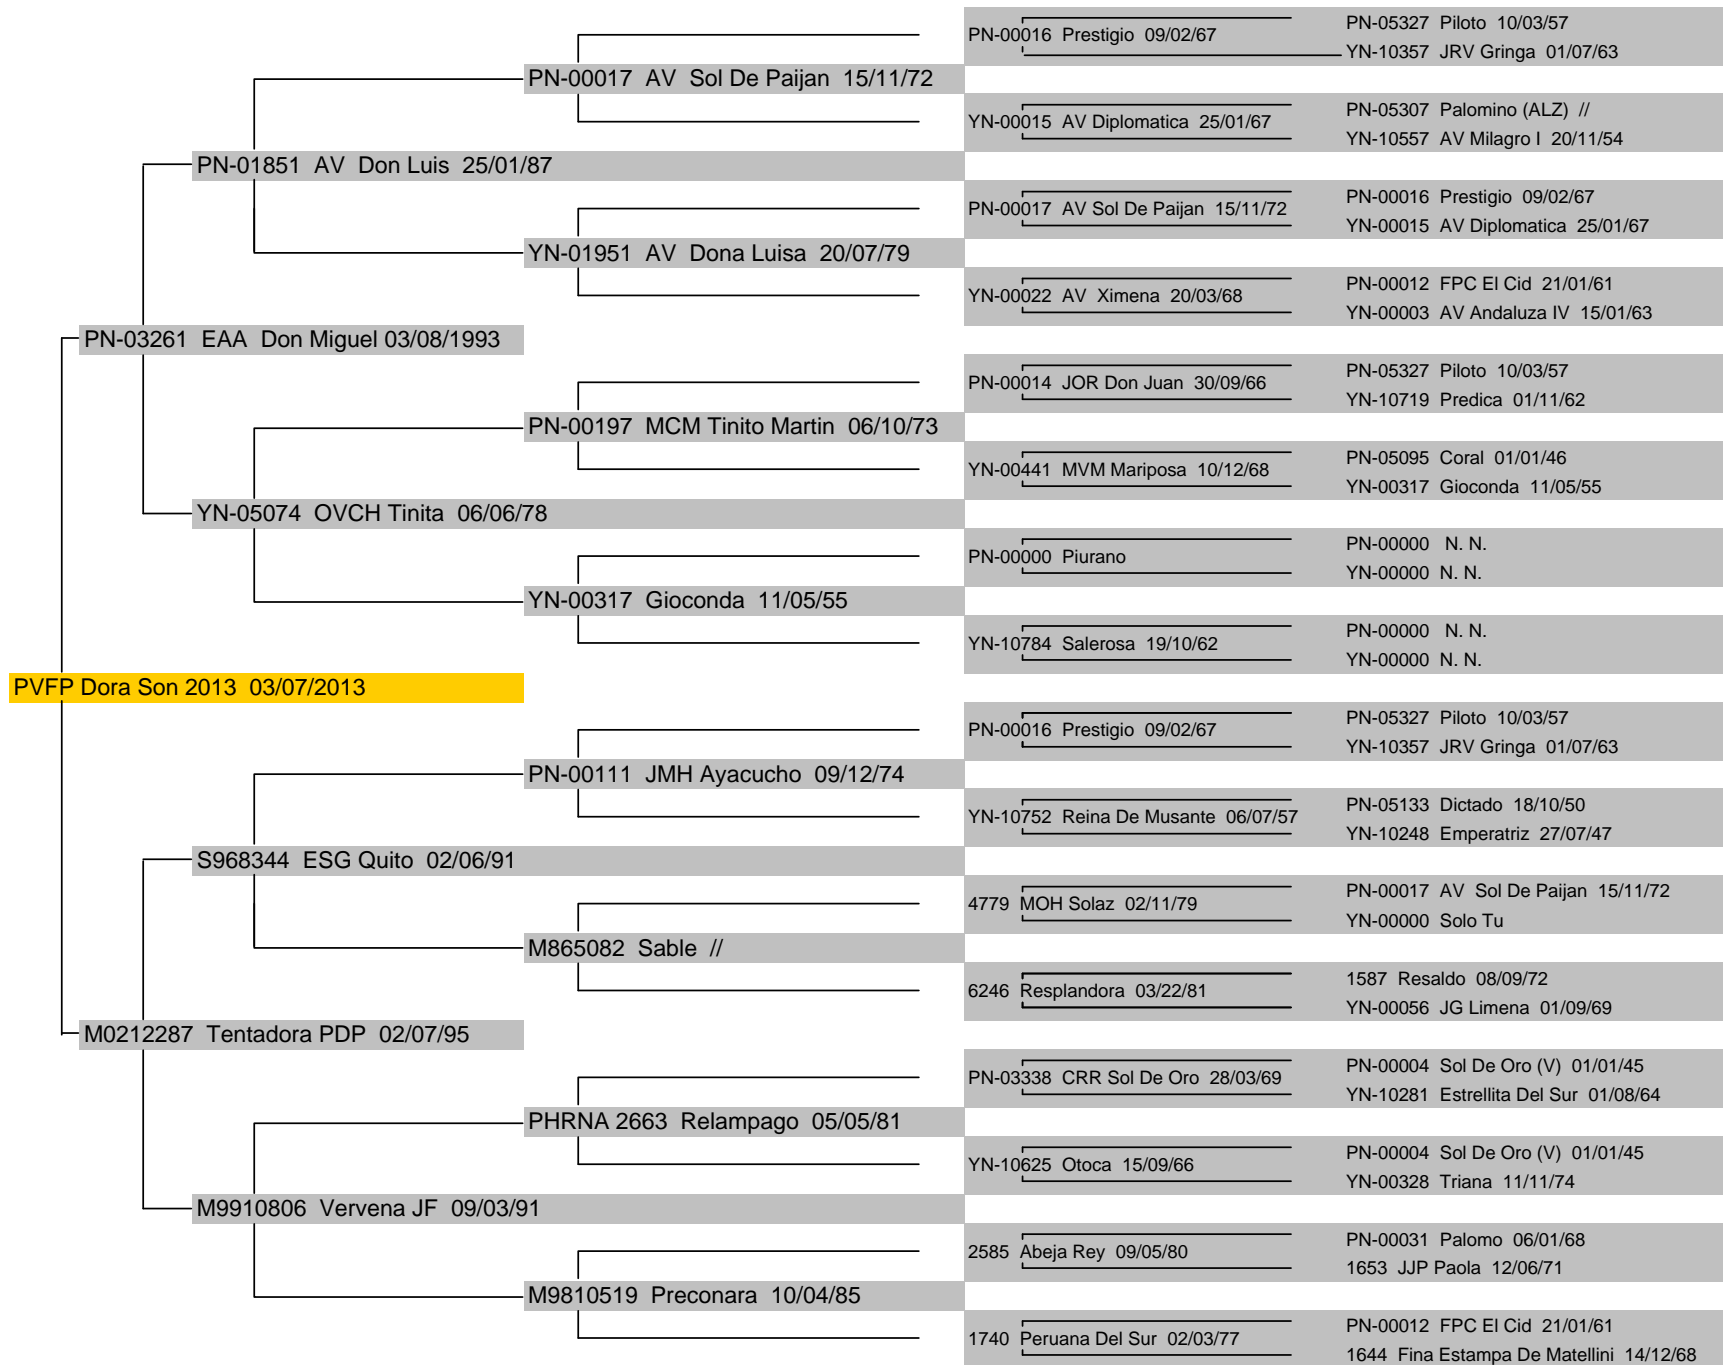 PN-00016 Prestigio 09/02/67
PN-05327 Piloto 10/03/57
YN-10357 JRV Gringa 01/07/63
PN-00017 AV Sol De Paijan 15/11/72
YN-00015 AV Diplomatica 25/01/67
PN-05307 Palomino (ALZ) //
YN-10557 AV Milagro I 20/11/54
PN-01851 AV Don Luis 25/01/87
PN-00017 AV Sol De Paijan 15/11/72
PN-00016 Prestigio 09/02/67
YN-00015 AV Diplomatica 25/01/67
YN-01951 AV Dona Luisa 20/07/79
YN-00022 AV Ximena 20/03/68
PN-00012 FPC El Cid 21/01/61
YN-00003 AV Andaluza IV 15/01/63
PN-03261 EAA Don Miguel 03/08/1993
PN-00014 JOR Don Juan 30/09/66
PN-05327 Piloto 10/03/57
YN-10719 Predica 01/11/62
PN-00197 MCM Tinito Martin 06/10/73
YN-00441 MVM Mariposa 10/12/68
PN-05095 Coral 01/01/46
YN-00317 Gioconda 11/05/55
YN-05074 OVCH Tinita 06/06/78
PN-00000 Piurano
PN-00000 N. N.
YN-00000 N. N.
YN-00317 Gioconda 11/05/55
YN-10784 Salerosa 19/10/62
PN-00000 N. N.
YN-00000 N. N.
PVFP Dora Son 2013 03/07/2013
PN-00016 Prestigio 09/02/67
PN-05327 Piloto 10/03/57
YN-10357 JRV Gringa 01/07/63
PN-00111 JMH Ayacucho 09/12/74
YN-10752 Reina De Musante 06/07/57
PN-05133 Dictado 18/10/50
YN-10248 Emperatriz 27/07/47
S968344 ESG Quito 02/06/91
4779 MOH Solaz 02/11/79
PN-00017 AV Sol De Paijan 15/11/72
YN-00000 Solo Tu
M865082 Sable //
6246 Resplandora 03/22/81
1587 Resaldo 08/09/72
YN-00056 JG Limena 01/09/69
M0212287 Tentadora PDP 02/07/95
PN-03338 CRR Sol De Oro 28/03/69
PN-00004 Sol De Oro (V) 01/01/45
YN-10281 Estrellita Del Sur 01/08/64
PHRNA 2663 Relampago 05/05/81
YN-10625 Otoca 15/09/66
PN-00004 Sol De Oro (V) 01/01/45
YN-00328 Triana 11/11/74
M9910806 Vervena JF 09/03/91
2585 Abeja Rey 09/05/80
PN-00031 Palomo 06/01/68
1653 JJP Paola 12/06/71
M9810519 Preconara 10/04/85
1740 Peruana Del Sur 02/03/77
PN-00012 FPC El Cid 21/01/61
1644 Fina Estampa De Matellini 14/12/68